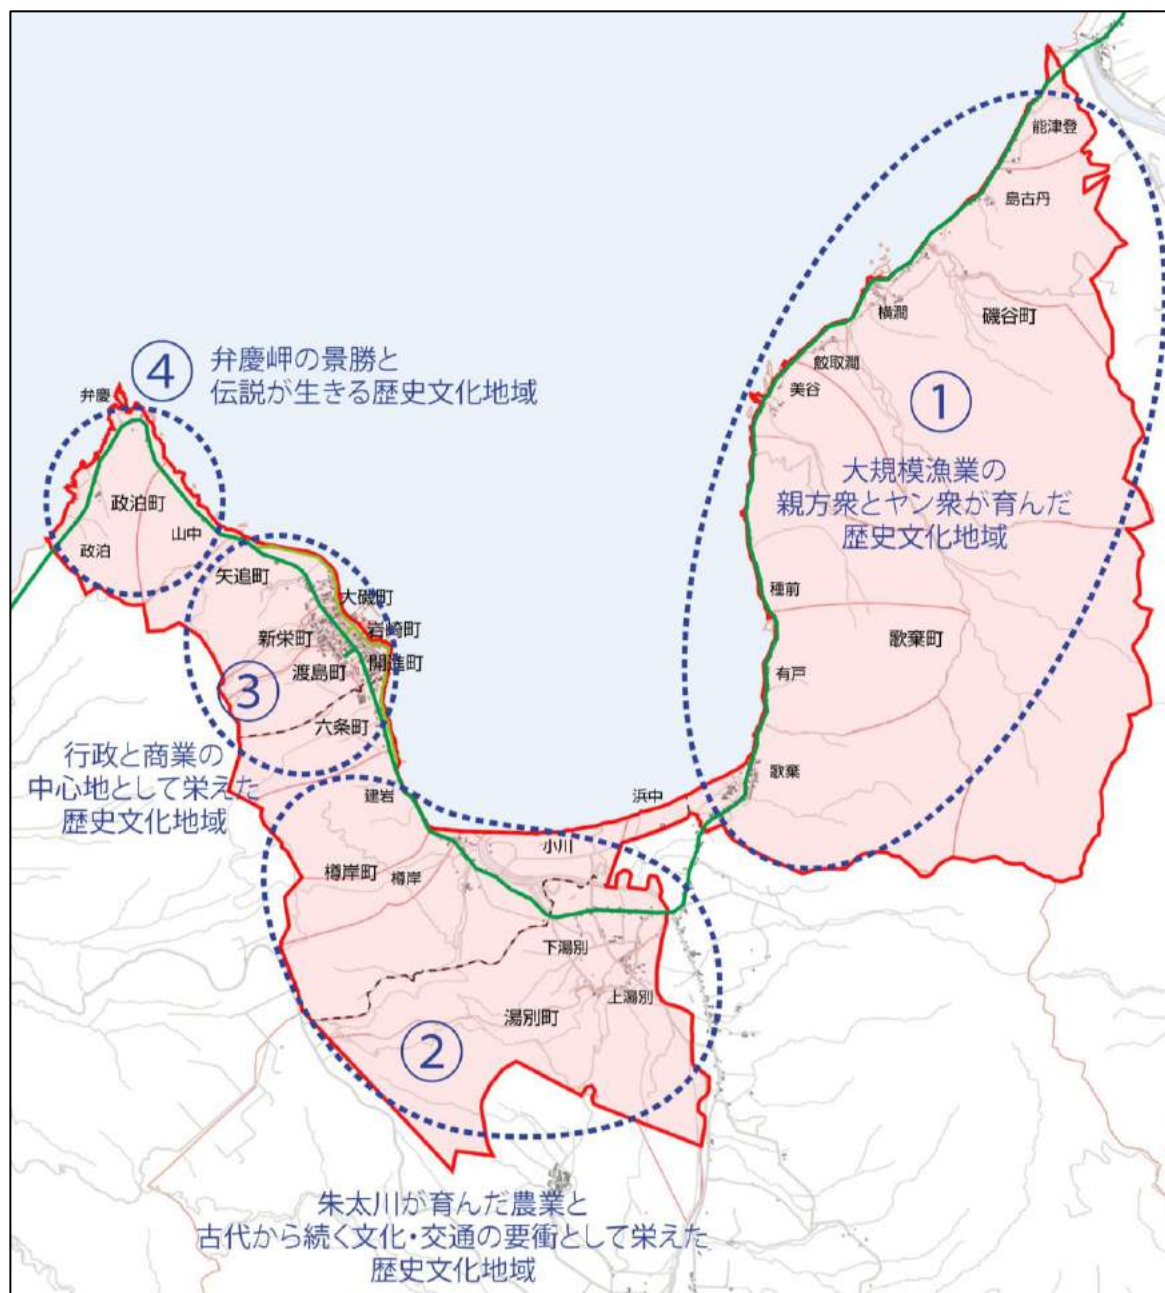 能津登
島古丹
磯谷町
横澗
鮫取澗
美谷
①
大規模漁業の
親方衆とヤン衆が育んだ
歴史文化地域
種前
歌棄町
有戸
歌棄
④
弁慶岬の景勝と
伝説が生きる歴史文化地域
弁慶
政泊町
政泊
山中
矢追町
大磯町
岩崎町
新栄町
開進町
渡島町
③
六条町
行政と商業の
中心地として栄えた
歴史文化地域
建岩
浜中
小川
樽岸町
樽岸
下湯別
上湯別
湯別町
②
朱太川が育んだ農業と
古代から続く文化・交通の要衝として栄えた
歴史文化地域